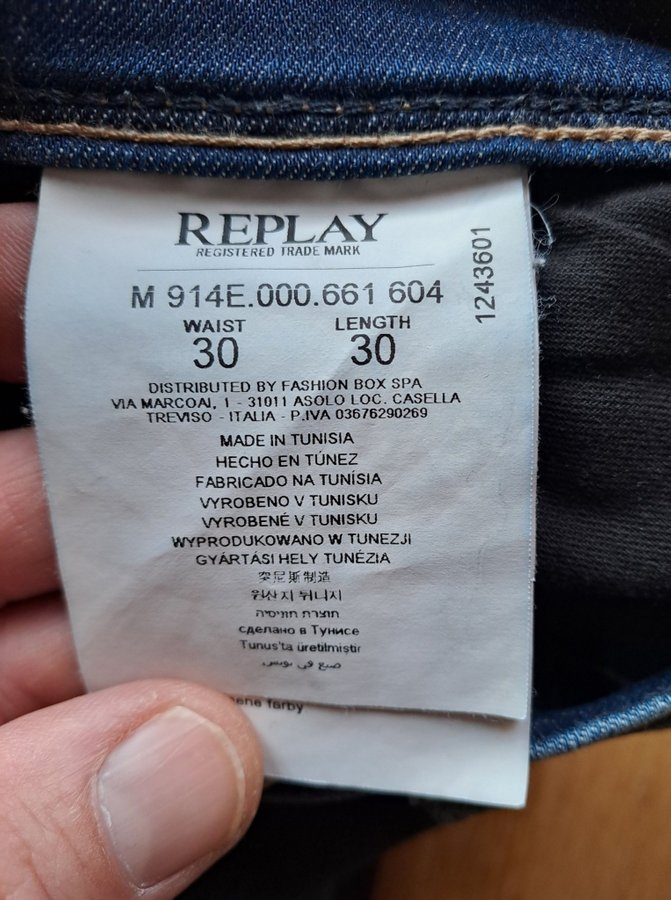 REPLAY
REGISTERED TRADE MARK
M 914E.000.661 604
1243601
WAIST LENGTH
30 30
DISTRIBUTED BY FASHION BOX SPA
VIA MARCOAI, 1 - 31011 ASOLO LOC. CASELLA
TREVISO - ITALIA - P.IVA 03676290269
MADE IN TUNISIA
HECHO EN TÚNEZ
FABRICADO NA TUNÍSIA
VYROBENO V TUNISKU
VYROBENÉ V TUNISKU
WYPRODUKOWANO W TUNEZJI
GYÁRTÁSI HELY TUNÉZIA
突尼斯制造
원산지 튀니지
תוצרת תוניסיה
сделано в Тунисе
Tunus'ta üretilmiştir
صنع في تونس
farby